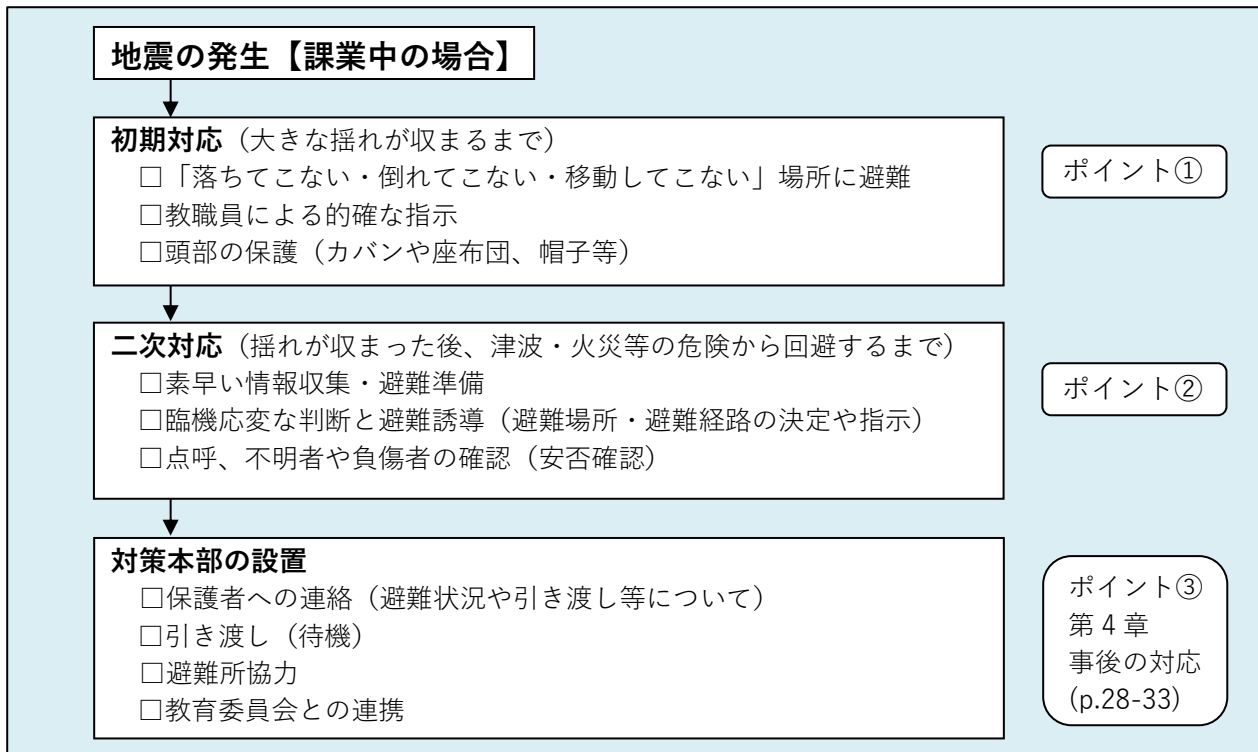 地震の発生【課業中の場合】
初期対応（大きな揺れが収まるまで）
□「落ちてこない・倒れてこない・移動してこない」場所に避難
□教職員による的確な指示
□頭部の保護（カバンや座布団、帽子等）
ポイント①
二次対応（揺れが収まった後、津波・火災等の危険から回避するまで）
□素早い情報収集・避難準備
□臨機応変な判断と避難誘導（避難場所・避難経路の決定や指示）
□点呼、不明者や負傷者の確認（安否確認）
ポイント②
対策本部の設置
□保護者への連絡（避難状況や引き渡し等について）
□引き渡し（待機）
□避難所協力
□教育委員会との連携
ポイント③
第 4 章
事後の対応
(p.28-33)